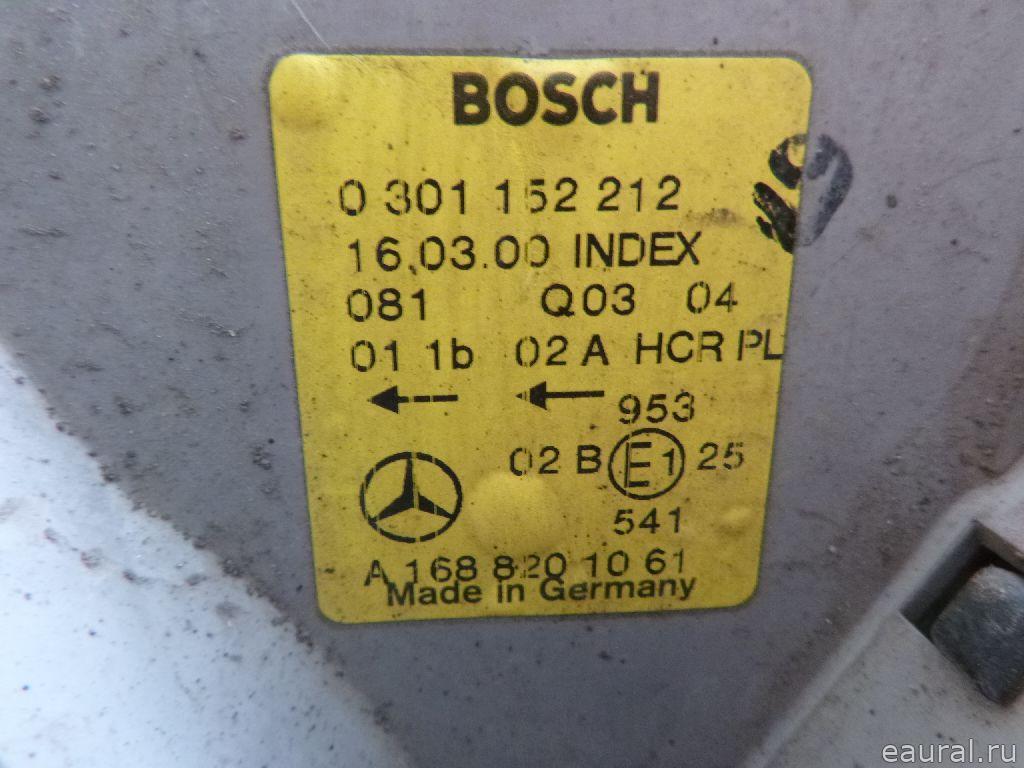 BOSCH
0 301 152 212
16.03.00 INDEX
081 Q03 04
01 1b 02 A HCR PL
953
02 B E1 25
541
A 168 820 10 61
Made in Germany
eaural.ru